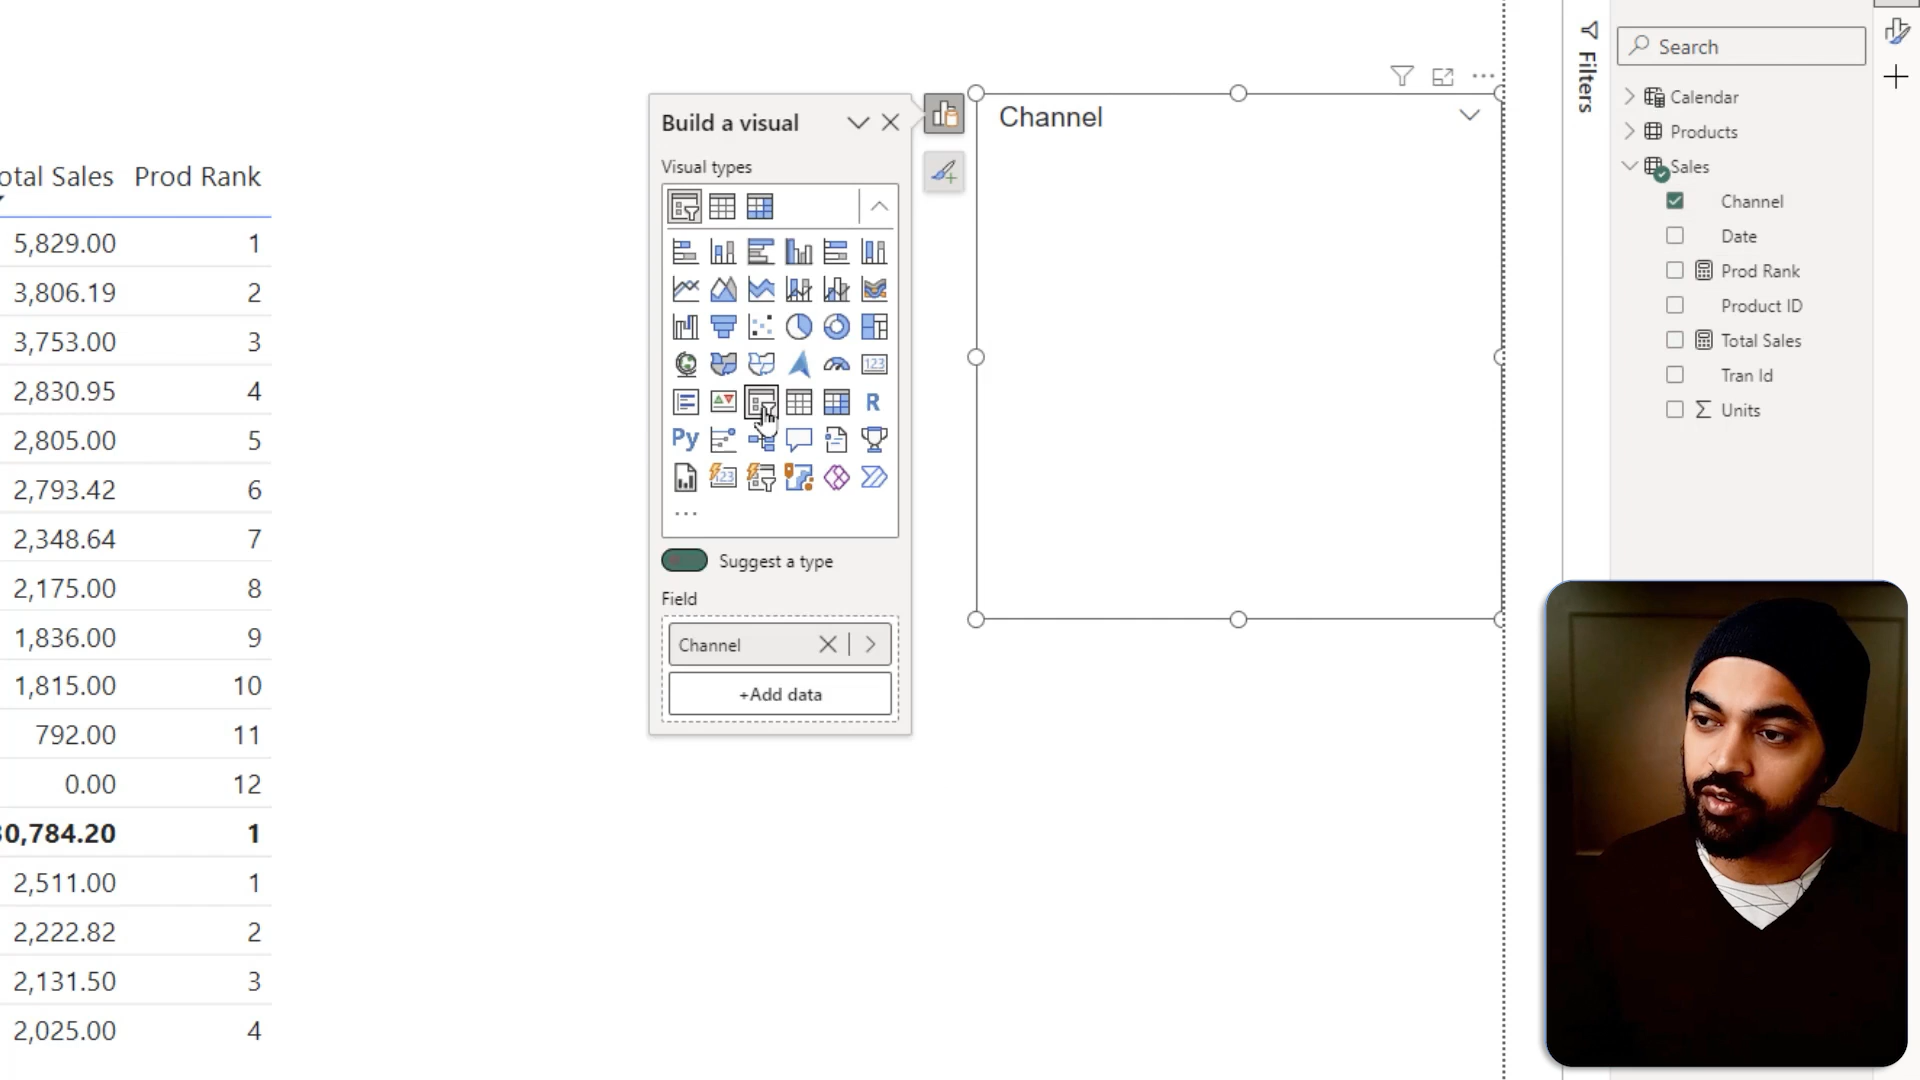 otal Sales Prod Rank
5,829.00 1
3,806.19 2
3,753.00 3
2,830.95 4
2,805.00 5
2,793.42 6
2,348.64 7
2,175.00 8
1,836.00 9
1,815.00 10
792.00 11
0.00 12
30,784.20 1
2,511.00 1
2,222.82 2
2,131.50 3
2,025.00 4
Build a visual
Visual types
123
R
Py
123
Suggest a type
Field
Channel
+Add data
Channel
Filters
Search
Calendar
Products
Sales
Channel
Date
Prod Rank
Product ID
Total Sales
Tran Id
Σ Units